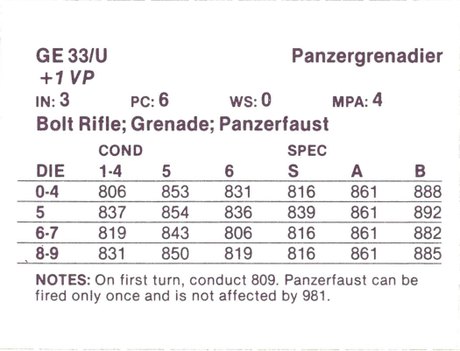 GE 33/U Panzergrenadier
+1 VP
IN: 3 PC: 6 WS: 0 MPA: 4
Bolt Rifle; Grenade; Panzerfaust
COND SPEC
DIE 1-4 5 6 S A B
0-4 806 853 831 816 861 888
5 837 854 836 839 861 892
6-7 819 843 806 816 861 882
8-9 831 850 819 816 861 885
NOTES: On first turn, conduct 809. Panzerfaust can be
fired only once and is not affected by 981.